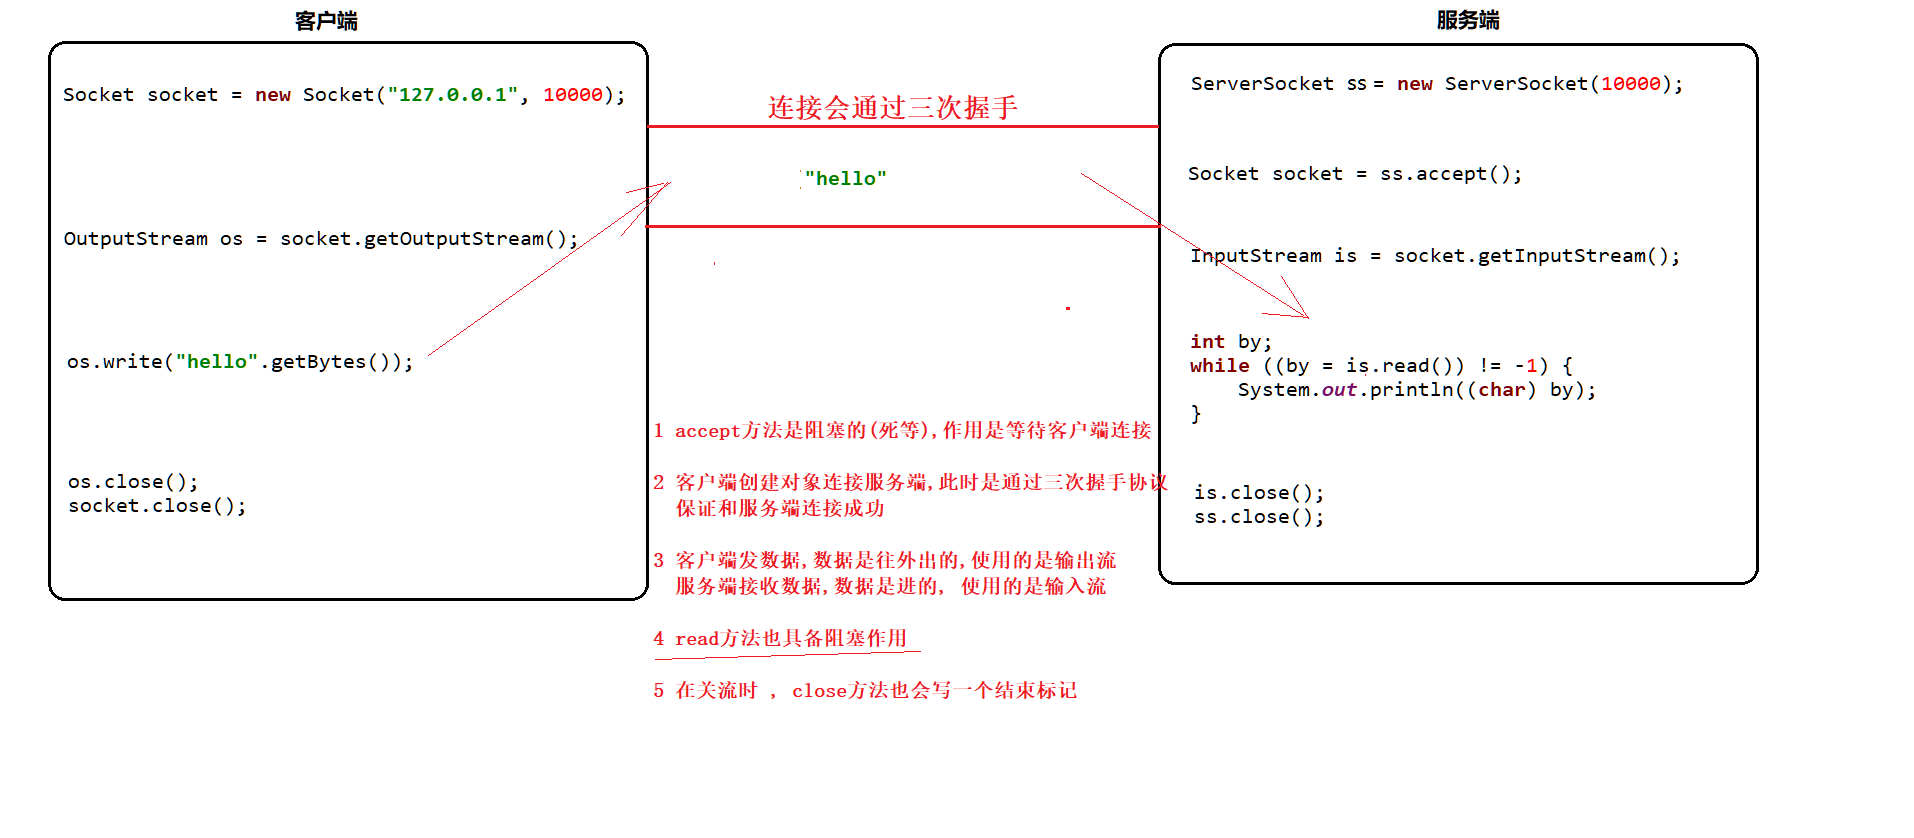 客户端
Socket socket = new Socket("127.0.0.1", 10000);
OutputStream os = socket.getOutputStream();
os.write("hello".getBytes());
os.close();
socket.close();
连接会通过三次握手
"hello"
1 accept方法是阻塞的(死等),作用是等待客户端连接
2 客户端创建对象连接服务端,此时是通过三次握手协议
保证和服务端连接成功
3 客户端发数据,数据是往外出的,使用的是输出流
服务端接收数据,数据是进的, 使用的是输入流
4 read方法也具备阻塞作用
5 在关流时 , close方法也会写一个结束标记
服务端
ServerSocket ss = new ServerSocket(10000);
Socket socket = ss.accept();
InputStream is = socket.getInputStream();
int by;
while ((by = is.read()) != -1) {
    System.out.println((char) by);
}
is.close();
ss.close();